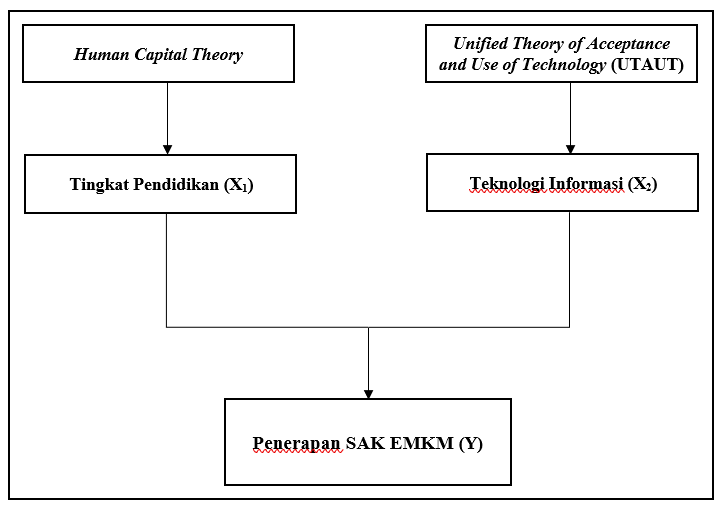 Human Capital Theory
Unified Theory of Acceptance
and Use of Technology (UTAUT)
Tingkat Pendidikan (X₁)
Teknologi Informasi (X₂)
Penerapan SAK EMKM (Y)